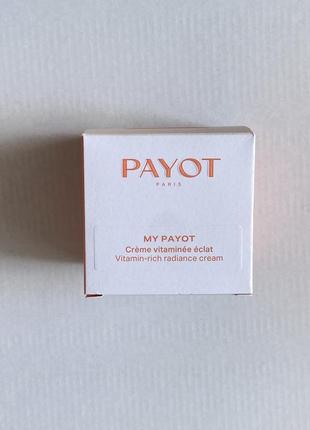 PAYOT
PARIS
MY PAYOT
Crème vitaminée éclat
Vitamin-rich radiance cream